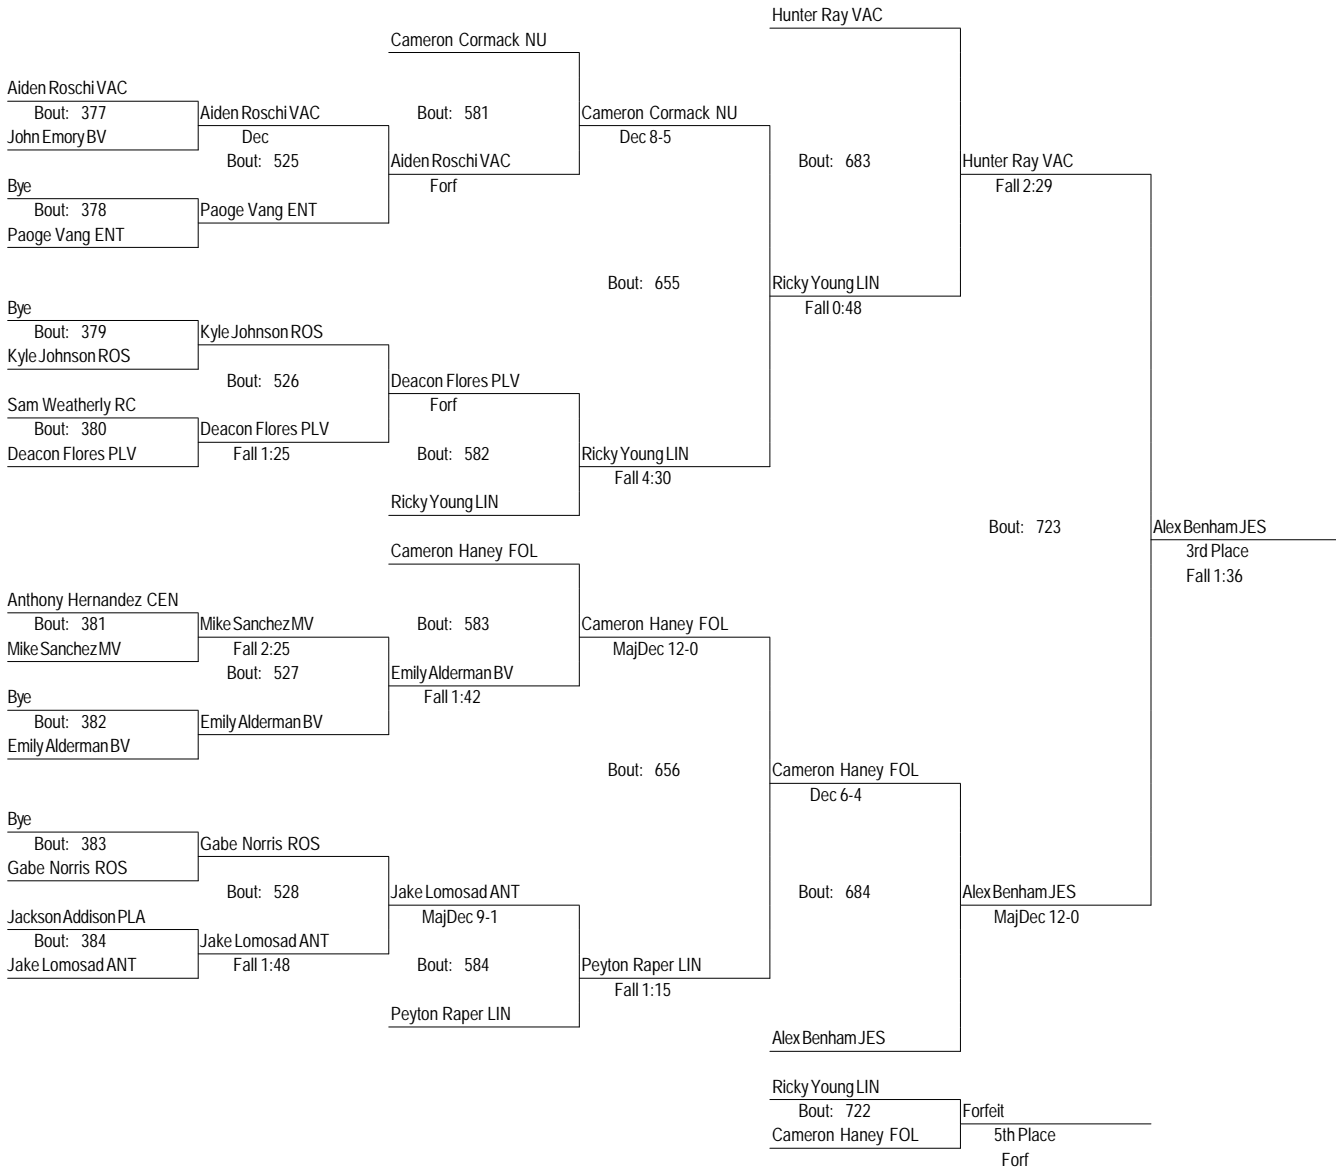 Hunter Ray VAC
Cameron Cormack NU
Aiden Roschi VAC
Bout: 377
John Emory BV
Aiden Roschi VAC
Dec
Bout: 525
Bye
Bout: 378
Paoge Vang ENT
Paoge Vang ENT
Bout: 581
Aiden Roschi VAC
Forf
Cameron Cormack NU
Dec 8-5
Bout: 683
Hunter Ray VAC
Fall 2:29
Bout: 655
Ricky Young LIN
Fall 0:48
Bye
Bout: 379
Kyle Johnson ROS
Kyle Johnson ROS
Bout: 526
Sam Weatherly RC
Bout: 380
Deacon Flores PLV
Deacon Flores PLV
Fall 1:25
Deacon Flores PLV
Forf
Bout: 582
Ricky Young LIN
Ricky Young LIN
Fall 4:30
Bout: 723
Alex Benham JES
3rd Place
Fall 1:36
Cameron Haney FOL
Anthony Hernandez CEN
Bout: 381
Mike Sanchez MV
Mike Sanchez MV
Fall 2:25
Bout: 527
Bye
Bout: 382
Emily Alderman BV
Emily Alderman BV
Bout: 583
Emily Alderman BV
Fall 1:42
Cameron Haney FOL
MajDec 12-0
Bout: 656
Cameron Haney FOL
Dec 6-4
Bye
Bout: 383
Gabe Norris ROS
Gabe Norris ROS
Bout: 528
Jackson Addison PLA
Bout: 384
Jake Lomosad ANT
Jake Lomosad ANT
Fall 1:48
Jake Lomosad ANT
MajDec 9-1
Bout: 584
Peyton Raper LIN
Peyton Raper LIN
Fall 1:15
Bout: 684
Alex Benham JES
MajDec 12-0
Alex Benham JES
Ricky Young LIN
Bout: 722
Cameron Haney FOL
Forfeit
5th Place
Forf